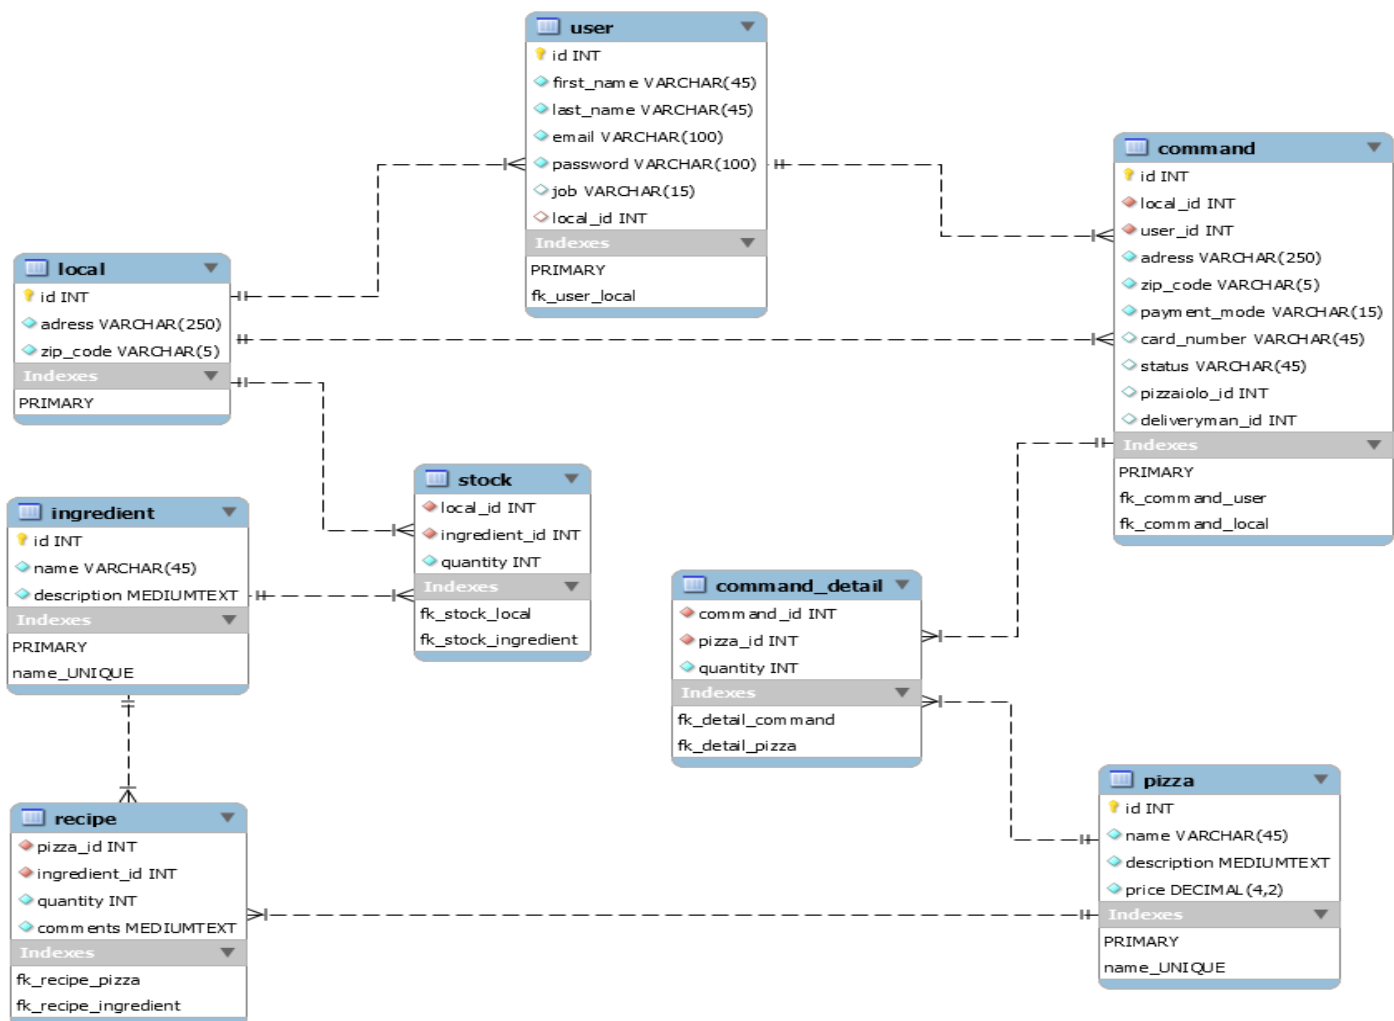 user
id INT
first_name VARCHAR(45)
last_name VARCHAR(45)
email VARCHAR(100)
password VARCHAR(100)
job VARCHAR(15)
local_id INT
Indexes
PRIMARY
fk_user_local
command
id INT
local_id INT
user_id INT
adress VARCHAR(250)
zip_code VARCHAR(5)
payment_mode VARCHAR(15)
card_number VARCHAR(45)
status VARCHAR(45)
pizzaiolo_id INT
deliveryman_id INT
Indexes
PRIMARY
fk_command_user
fk_command_local
local
id INT
adress VARCHAR(250)
zip_code VARCHAR(5)
Indexes
PRIMARY
stock
local_id INT
ingredient_id INT
quantity INT
Indexes
fk_stock_local
fk_stock_ingredient
ingredient
id INT
name VARCHAR(45)
description MEDIUMTEXT
Indexes
PRIMARY
name_UNIQUE
command_detail
command_id INT
pizza_id INT
quantity INT
Indexes
fk_detail_command
fk_detail_pizza
pizza
id INT
name VARCHAR(45)
description MEDIUMTEXT
price DECIMAL(4,2)
Indexes
PRIMARY
name_UNIQUE
recipe
pizza_id INT
ingredient_id INT
quantity INT
comments MEDIUMTEXT
Indexes
fk_recipe_pizza
fk_recipe_ingredient